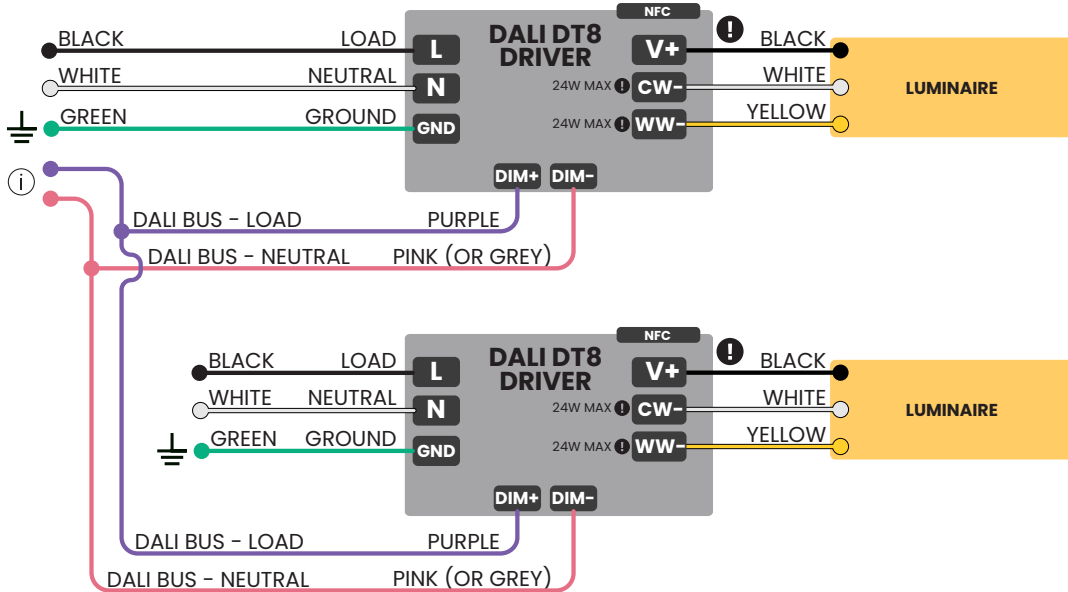 NFC
BLACK LOAD L DALI DT8 V+ ! BLACK
DRIVER
WHITE NEUTRAL N 24W MAX ! CW- WHITE LUMINAIRE
GREEN GROUND GND 24W MAX ! WW- YELLOW
DIM+ DIM-
i
DALI BUS - LOAD PURPLE
DALI BUS - NEUTRAL PINK (OR GREY)
NFC
BLACK LOAD L DALI DT8 V+ ! BLACK
DRIVER
WHITE NEUTRAL N 24W MAX ! CW- WHITE LUMINAIRE
GREEN GROUND GND 24W MAX ! WW- YELLOW
DIM+ DIM-
DALI BUS - LOAD PURPLE
DALI BUS - NEUTRAL PINK (OR GREY)